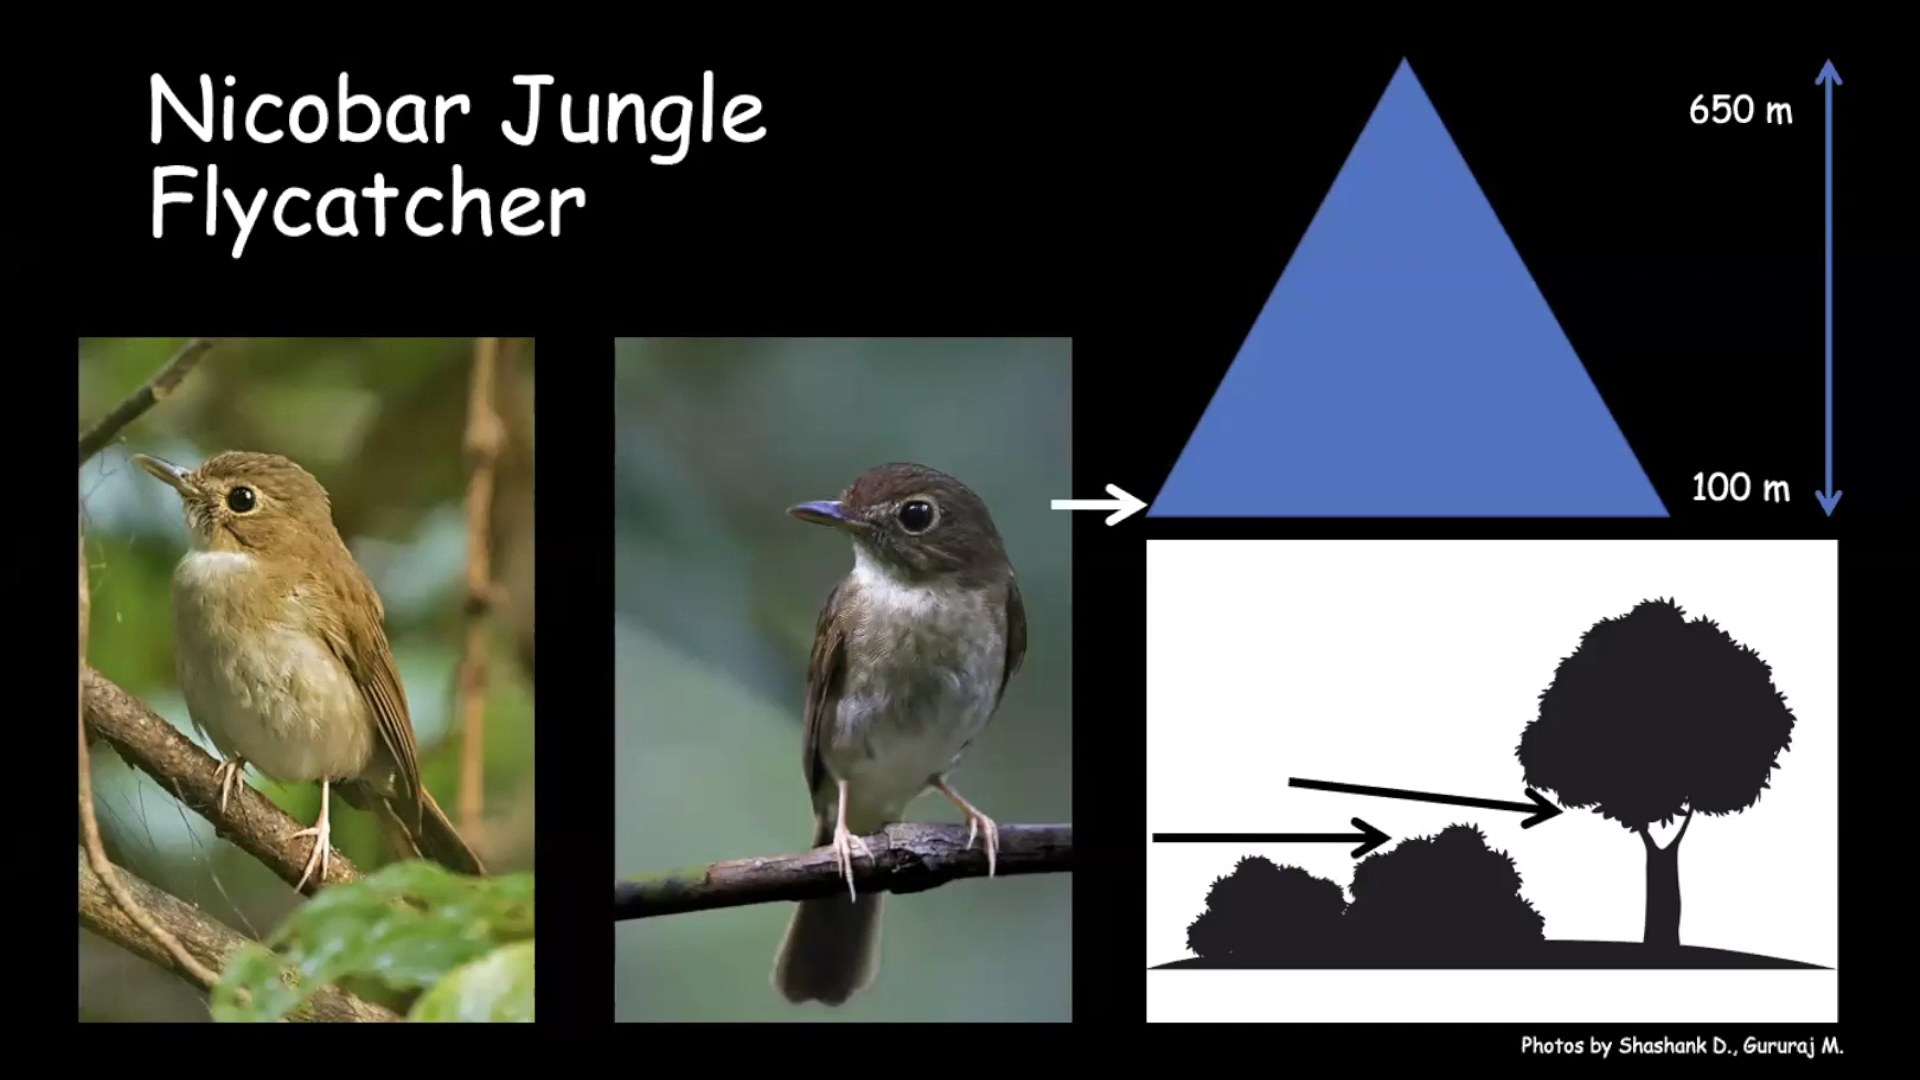 Nicobar Jungle
Flycatcher
650 m
100 m
Photos by Shashank D., Gururaj M.